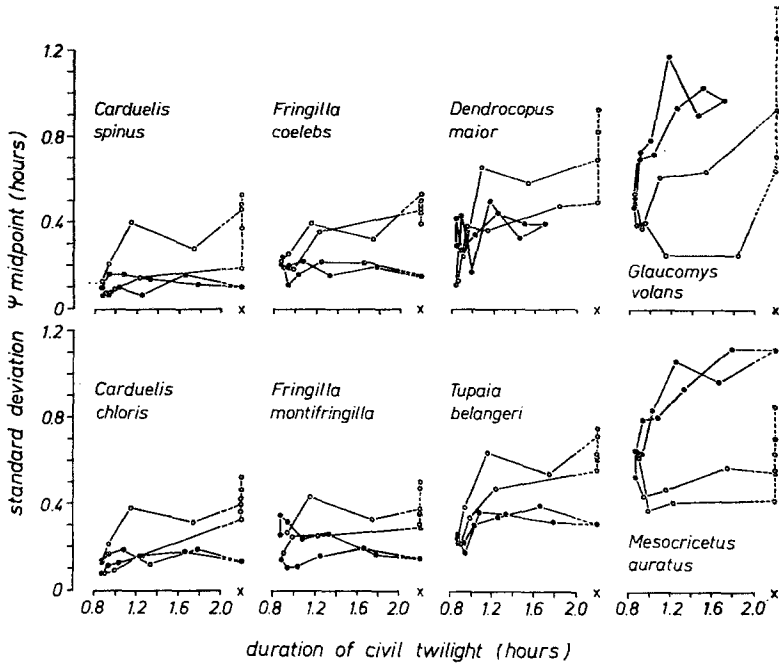 1.2
0.8
0.4
0
Carduelis
spinus
Fringilla
coelebs
Dendrocopus
maior
Glaucomys
volans
x
x
x
x
standard deviation Ψ midpoint (hours)
1.2
0.8
0.4
0
Carduelis
chloris
Fringilla
montifringilla
Tupaia
belangeri
Mesocricetus
auratus
x
x
x
x
0.8 1.2 1.6 2.0
0.8 1.2 1.6 2.0
0.8 1.2 1.6 2.0
0.8 1.2 1.6 2.0
duration of civil twilight (hours)